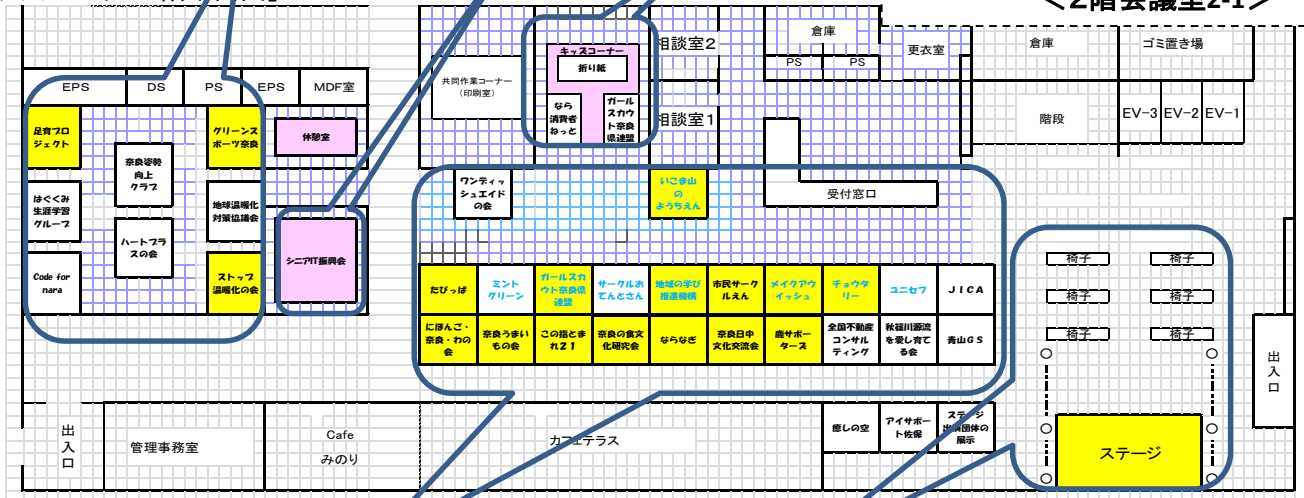 ＜2階会議室2-1＞
倉庫
相談室2
更衣室
倉庫
ゴミ置き場
キッズコーナー
折り紙
PS
PS
共同作業コーナー
（印刷室）
EPS
DS
PS
EPS
MDF室
なら
消費者
ねっと
ガール
スカウ
ト奈良
県連盟
相談室1
階段
EV-3
EV-2
EV-1
足育プロ
ジェクト
グリーンス
ポーツ奈良
休憩室
奈良姿勢
向上
クラブ
ワンディッ
シュエイド
の会
いこま山
の
ようちえん
受付窓口
はぐくみ
生涯学習
グループ
地球温暖化
対策協議会
ハートプラ
スの会
シニアIT振興会
Code for
nara
ストップ
温暖化の会
椅子
椅子
椅子
椅子
椅子
椅子
たびっぱ
ミント
グリーン
ガールスカ
ウト奈良県
連盟
サークルお
てんとさん
地域の学び
推進機構
市民サーク
ルえん
メイクアウ
イッシュ
チョウタ
リー
ユニセフ
ＪＩＣＡ
にほんご・
奈良・わの
会
奈良うまい
もの会
この指とま
れ２１
奈良の食文
化研究会
ならなぎ
奈良日中
文化交流会
鹿サポー
ターズ
全国不動産
コンサル
ティング
秋篠川源流
を愛し育て
る会
青山ＧＳ
出
入
口
出
入
口
管理事務室
Cafe
みのり
カフェテラス
癒しの空
アイサポー
ト佐保
ステージ
出演団体の
展示
ステージ